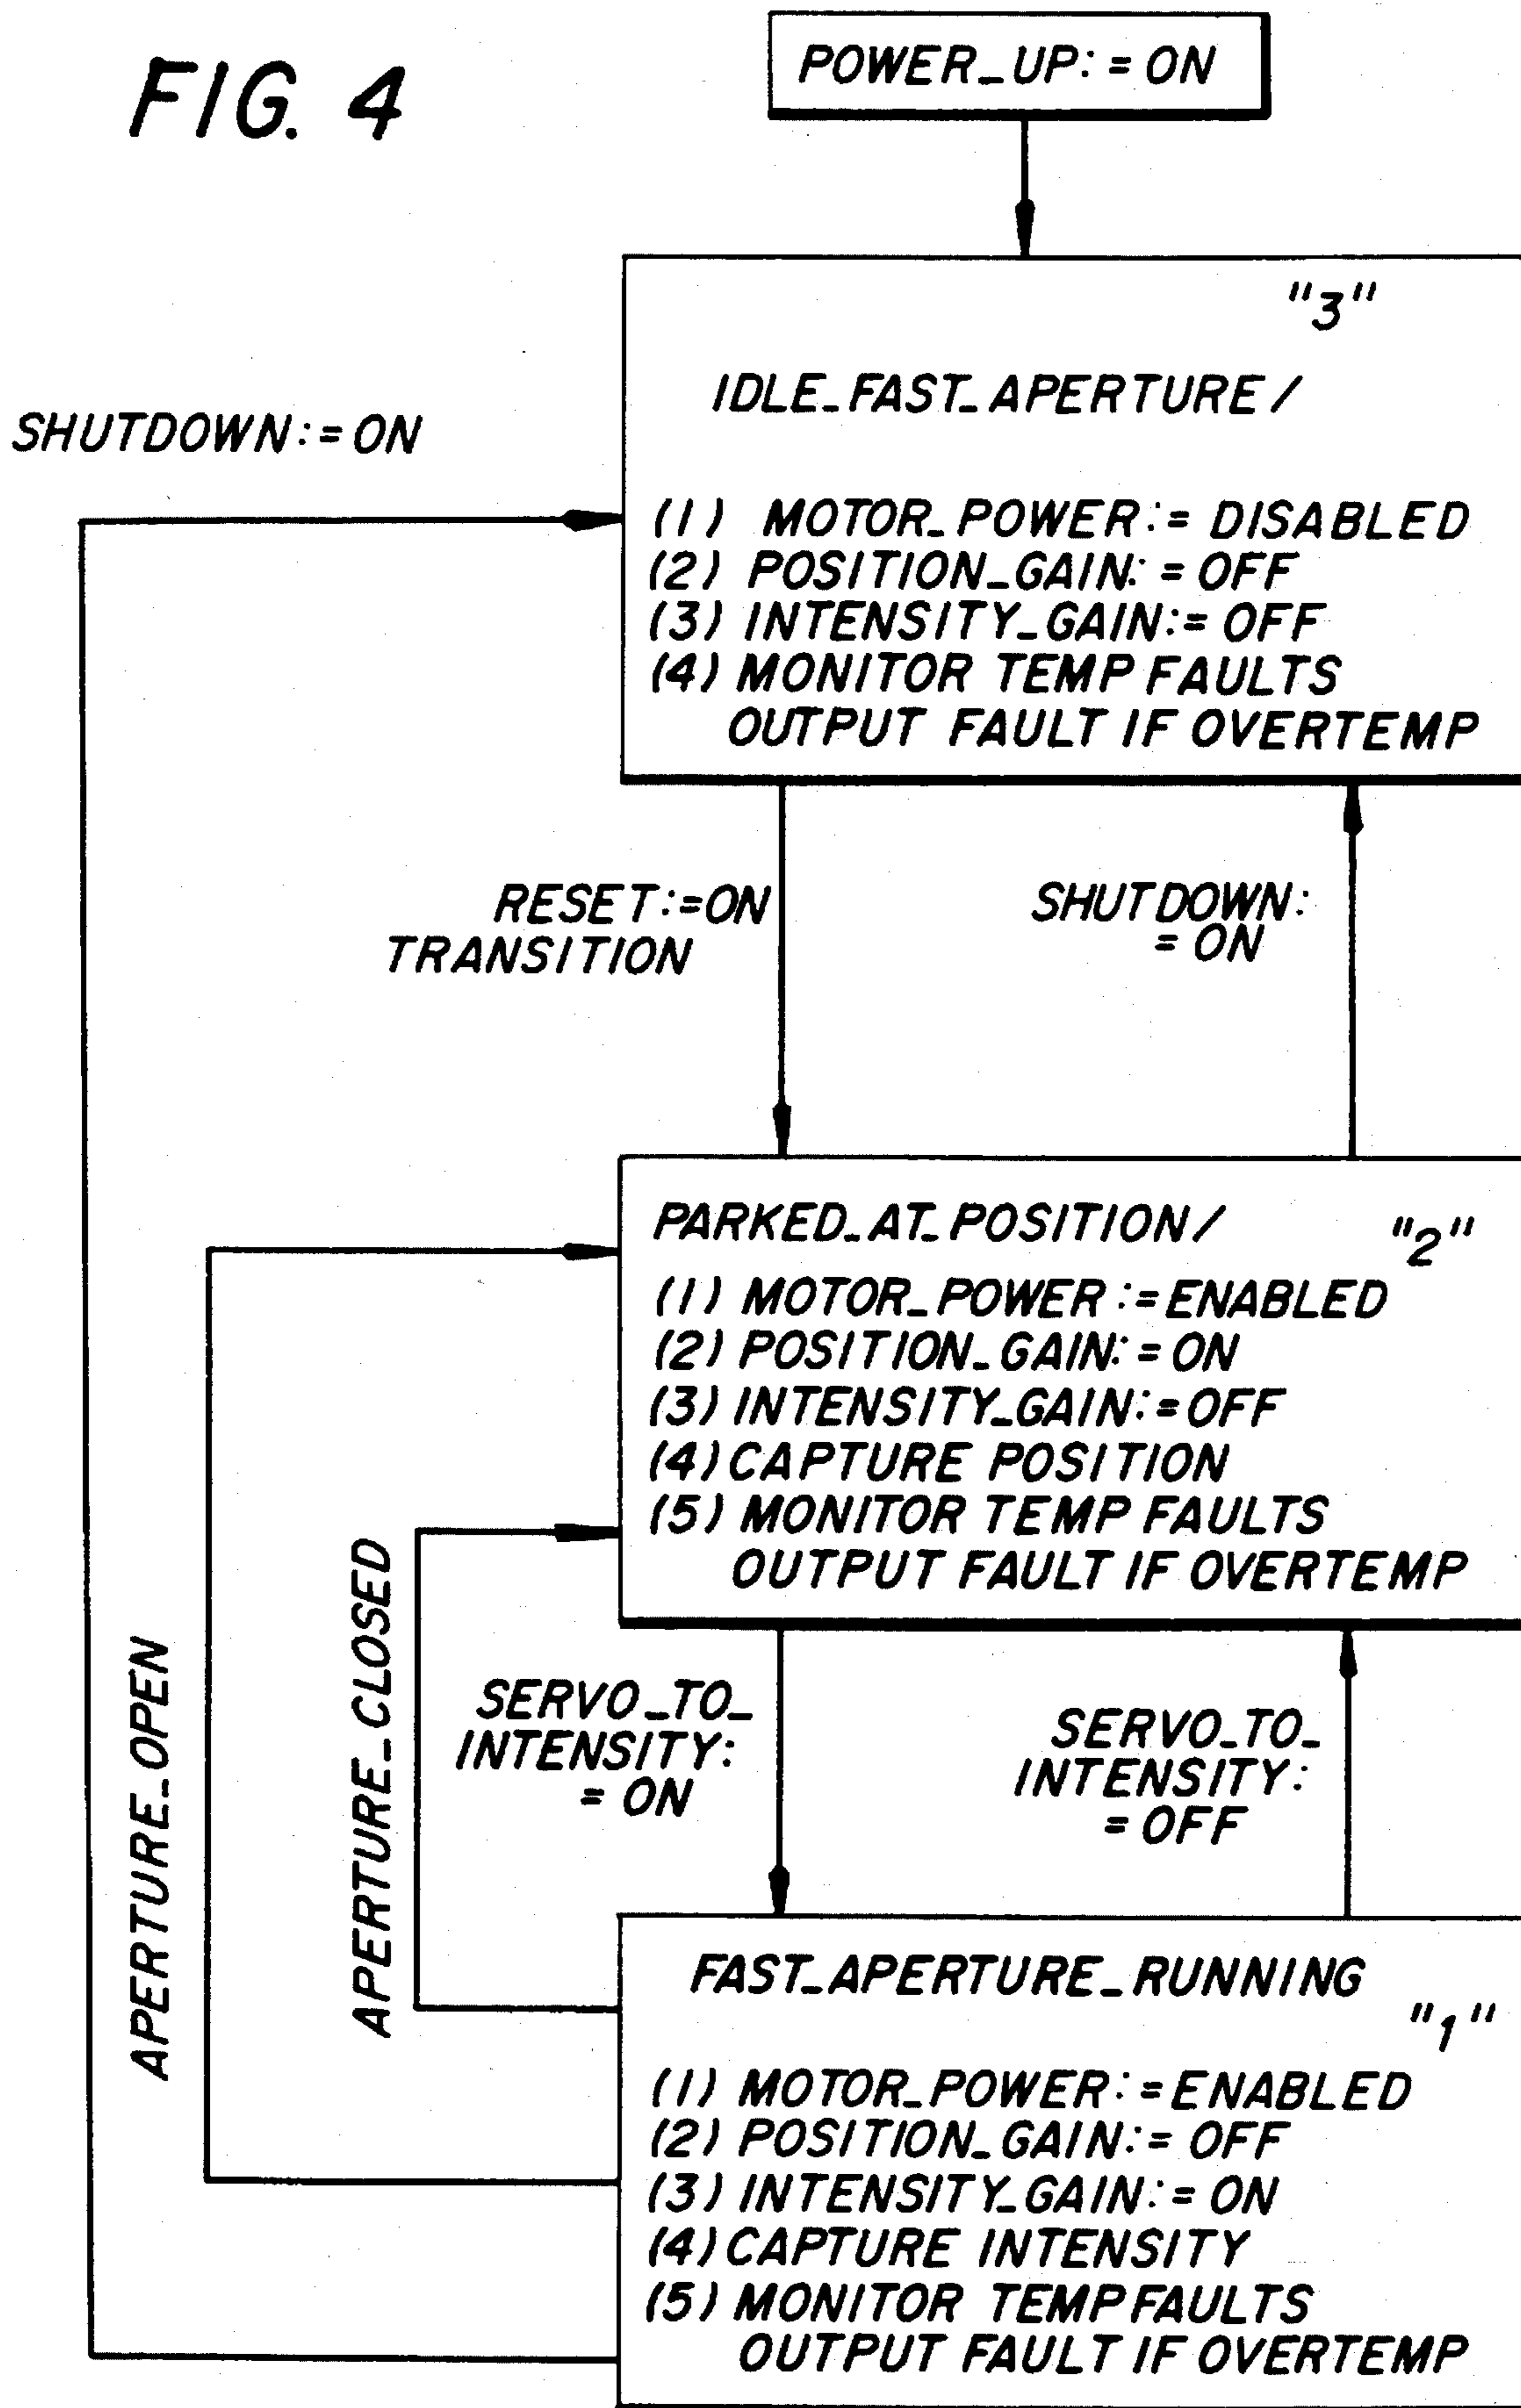 FIG. 4
POWER_UP:=ON
"3"
IDLE_FAST_APERTURE/
SHUTDOWN:=ON
(1) MOTOR_POWER:= DISABLED
(2) POSITION_GAIN:=OFF
(3) INTENSITY_GAIN:= OFF
(4) MONITOR TEMP FAULTS
OUTPUT FAULT IF OVERTEMP
RESET:=ON
TRANSITION
SHUTDOWN:
= ON
PARKED_AT_POSITION/ "2"
(1) MOTOR_POWER:=ENABLED
(2) POSITION_GAIN:=ON
(3) INTENSITY_GAIN:=OFF
(4) CAPTURE POSITION
(5) MONITOR TEMP FAULTS
OUTPUT FAULT IF OVERTEMP
APERTURE_OPEN
APERTURE_CLOSED
SERVO_TO_
INTENSITY:
= ON
SERVO_TO_
INTENSITY:
= OFF
FAST_APERTURE_RUNNING
"1"
(1) MOTOR_POWER:=ENABLED
(2) POSITION_GAIN:= OFF
(3) INTENSITY_GAIN:= ON
(4) CAPTURE INTENSITY
(5) MONITOR TEMP FAULTS
OUTPUT FAULT IF OVERTEMP